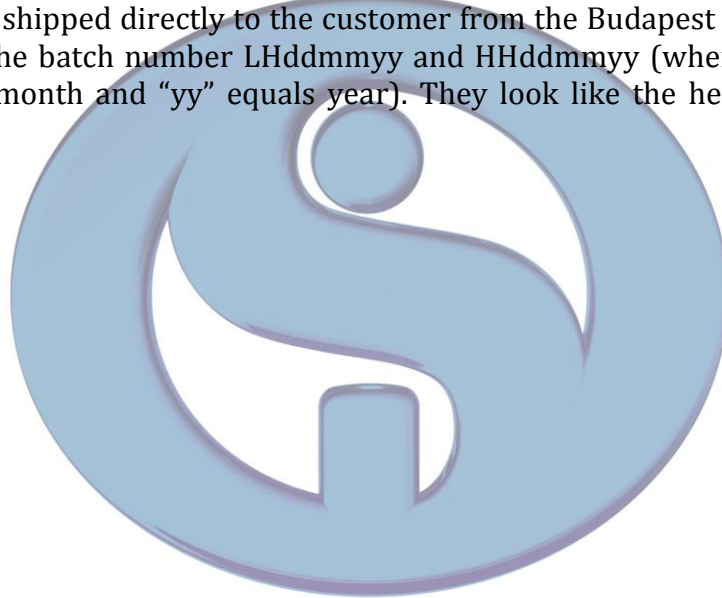 shipped directly to the customer from the Budapest
he batch number LHddmmyy and HHddmmyy (whe
month and “yy” equals year). They look like the he